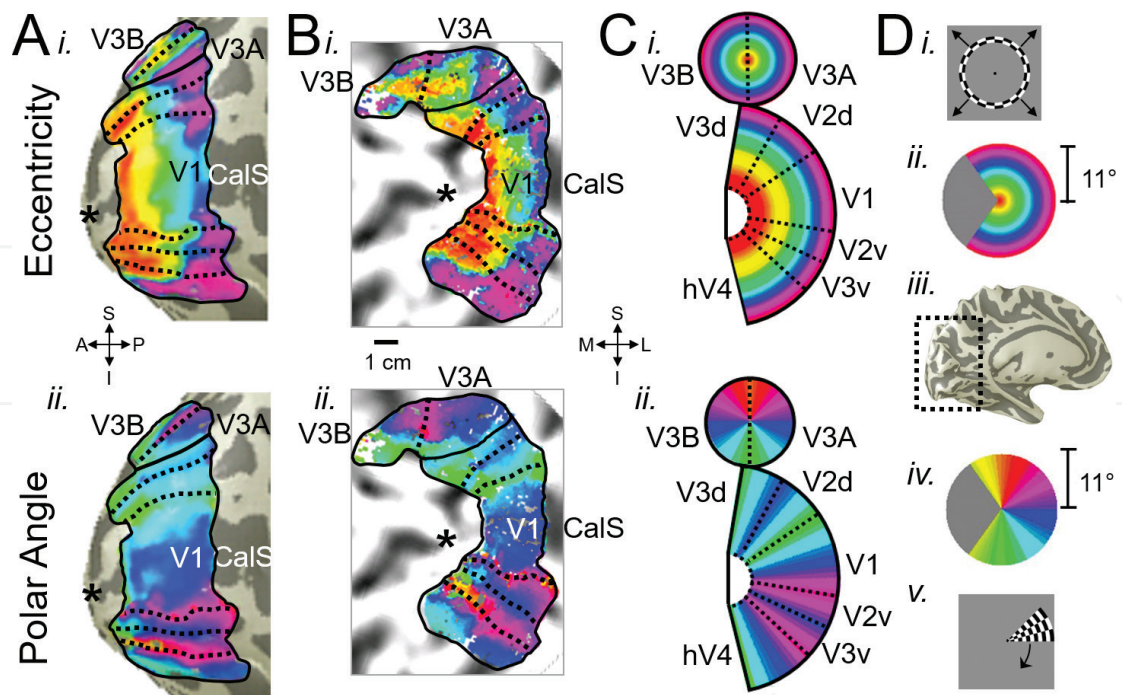 A
i.
V3B
V3A
V1
CalS
*
Eccentricity
B
i.
V3A
V3B
V1
CalS
*
C
i.
V3B
V3A
V3d
V2d
V1
V2v
V3v
hV4
D
i.
ii.
11°
iii.
S
A P
I
1 cm
S
M L
I
Polar Angle
ii.
V3B
V3A
V1
CalS
*
ii.
V3A
V3B
V1
CalS
*
ii.
V3B
V3A
V3d
V2d
V1
V2v
V3v
hV4
iv.
11°
v.